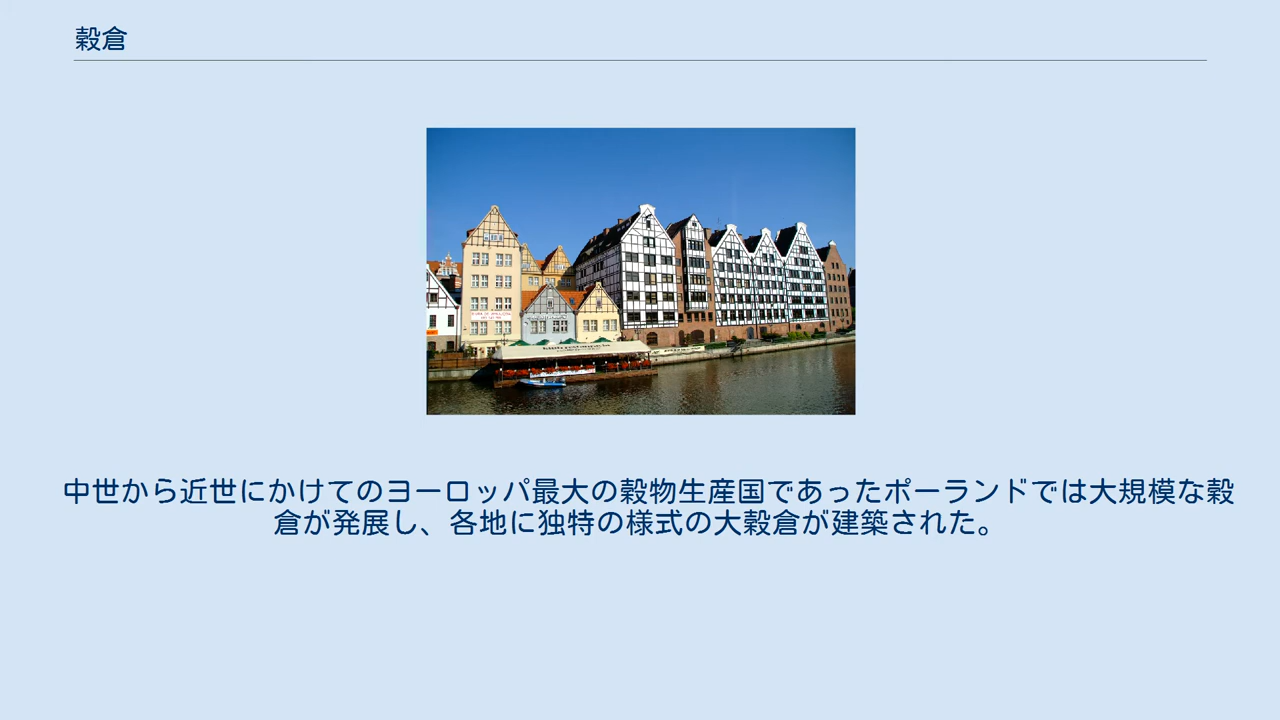 穀倉
中世から近世にかけてのヨーロッパ最大の穀物生産国であったポーランドでは大規模な穀
倉が発展し、各地に独特の様式の大穀倉が建築された。